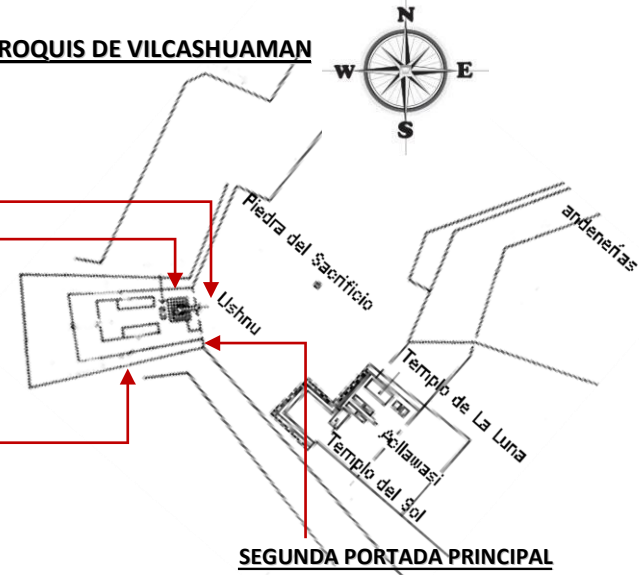 N
ROQUIS DE VILCASHUAMAN
W E
S
Piedra del Sacrificio
andenerías
Ushnu
Templo de La Luna
Acllawasi
Templo del Sol
SEGUNDA PORTADA PRINCIPAL